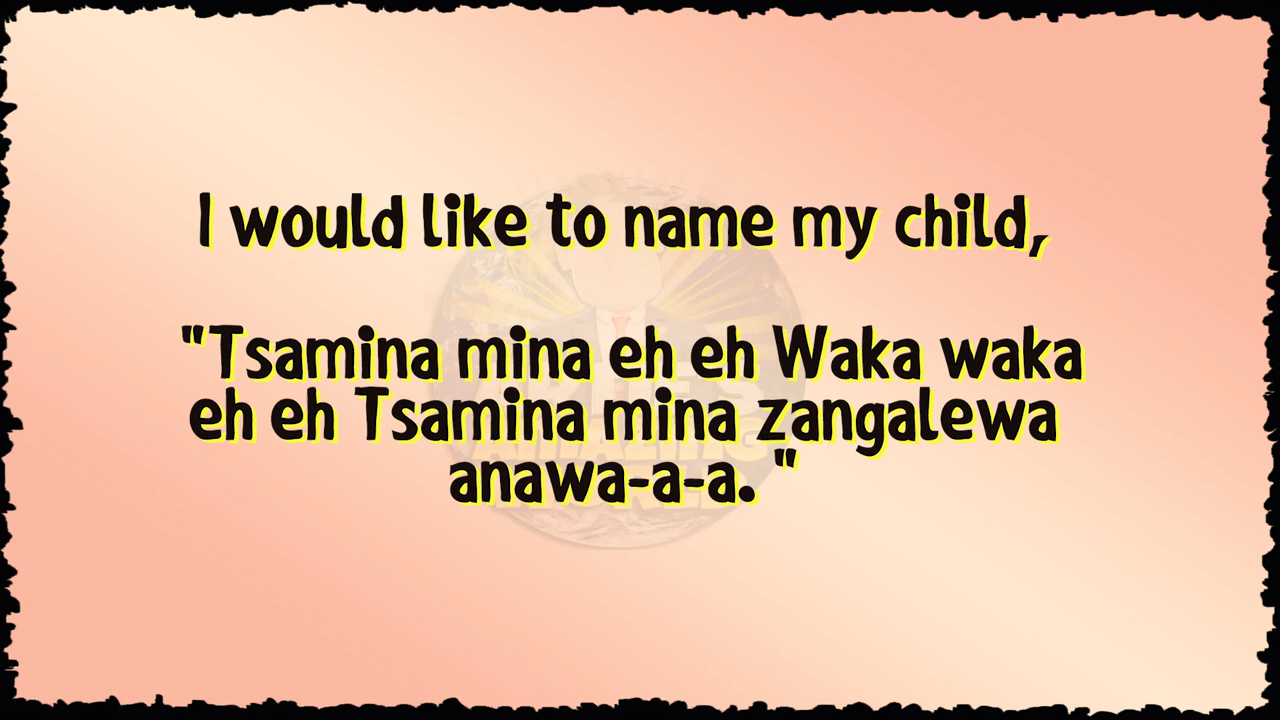 I would like to name my child,
"Tsamina mina eh eh Waka waka
eh eh Tsamina mina zangalewa
anawa-a-a. "